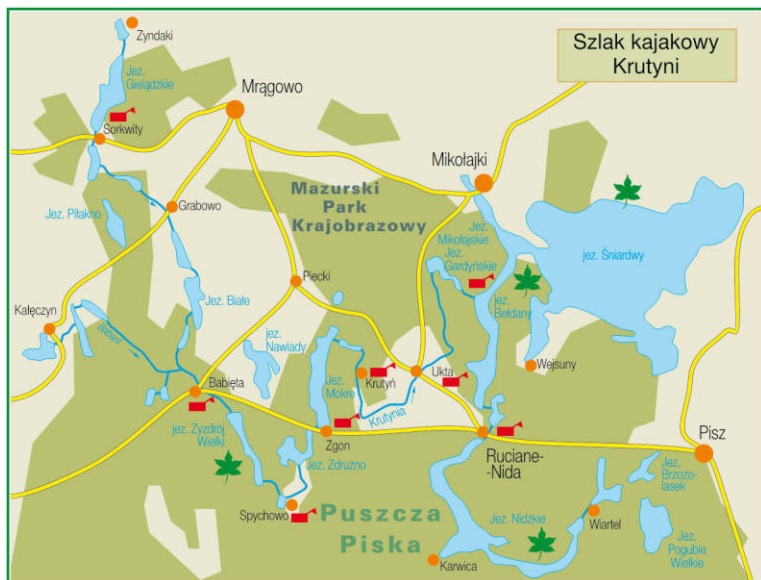 Szlak kajakowy
Krutyni
Zyndaki
Jez.
Gielądzkie
Mrągowo
Sorkwity
Mikołajki
Mazurski
Park
Krajobrazowy
Jez. Piłakno
Grabowo
Jez.
Mikołajskie
Jez.
Gardyńskie
jez. Śniardwy
Piecki
Jez. Białe
jez.
Bełdany
Kałęczyn
Babant
jez.
Nawiady
Wejsuny
Jez.
Mokre
Krutyń
Ukta
Babięta
Krutynia
jez. Zyzdrój
Wielki
Zgon
Ruciane-
-Nida
Pisz
Jez. Zdrużno
Jez.
Brzozo-
lasek
Spychowo
Puszcza
Piska
Jez. Nidzkie
Wiartel
Jez.
Pogubie
Wielkie
Karwica